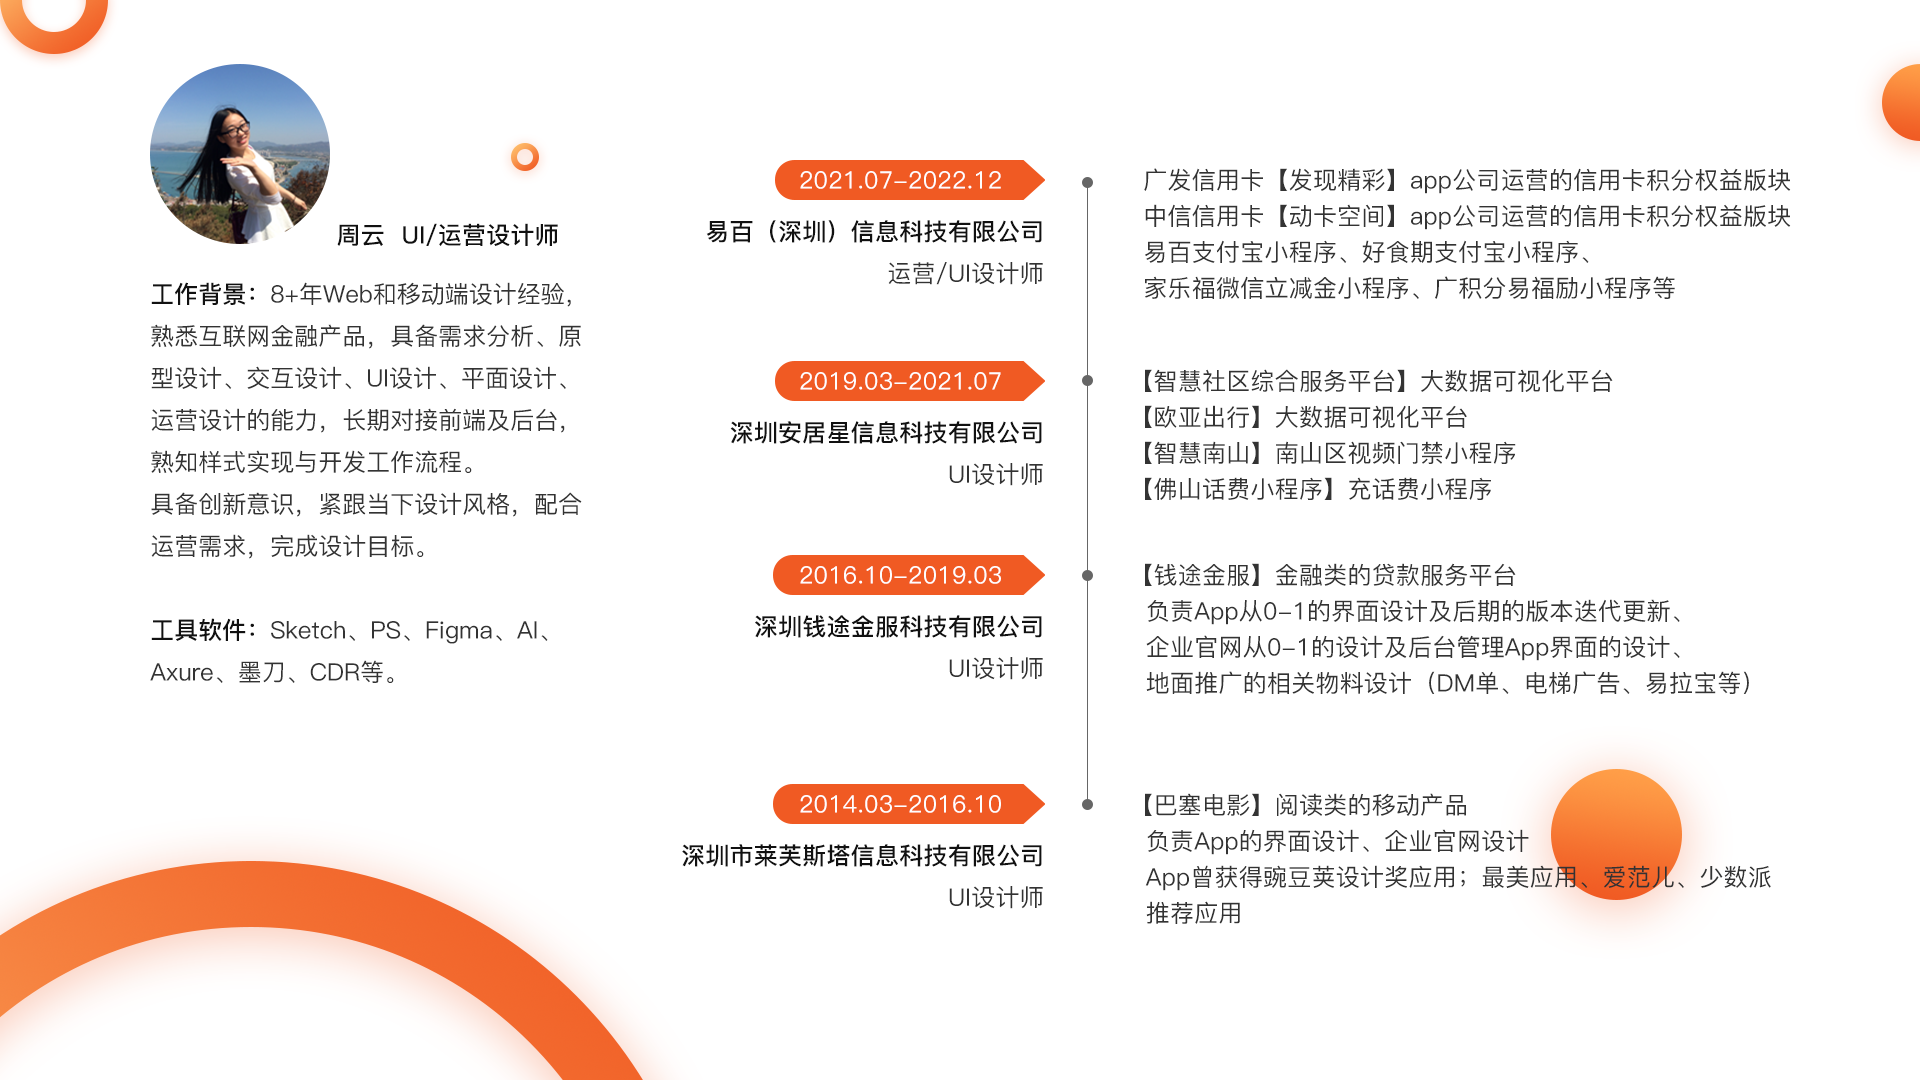 周云 UI/运营设计师
工作背景：8+年Web和移动端设计经验，
熟悉互联网金融产品，具备需求分析、原
型设计、交互设计、UI设计、平面设计、
运营设计的能力，长期对接前端及后台，
熟知样式实现与开发工作流程。
具备创新意识，紧跟当下设计风格，配合
运营需求，完成设计目标。
工具软件：Sketch、PS、Figma、AI、
Axure、墨刀、CDR等。
2021.07-2022.12
易百（深圳）信息科技有限公司
运营/UI设计师
广发信用卡【发现精彩】app公司运营的信用卡积分权益版块
中信信用卡【动卡空间】app公司运营的信用卡积分权益版块
易百支付宝小程序、好食期支付宝小程序、
家乐福微信立减金小程序、广积分易福励小程序等
2019.03-2021.07
深圳安居星信息科技有限公司
UI设计师
【智慧社区综合服务平台】大数据可视化平台
【欧亚出行】大数据可视化平台
【智慧南山】南山区视频门禁小程序
【佛山话费小程序】充话费小程序
2016.10-2019.03
深圳钱途金服科技有限公司
UI设计师
【钱途金服】金融类的贷款服务平台
负责App从0-1的界面设计及后期的版本迭代更新、
企业官网从0-1的设计及后台管理App界面的设计、
地面推广的相关物料设计（DM单、电梯广告、易拉宝等）
2014.03-2016.10
深圳市莱芙斯塔信息科技有限公司
UI设计师
【巴塞电影】阅读类的移动产品
负责App的界面设计、企业官网设计
App曾获得豌豆荚设计奖应用；最美应用、爱范儿、少数派
推荐应用